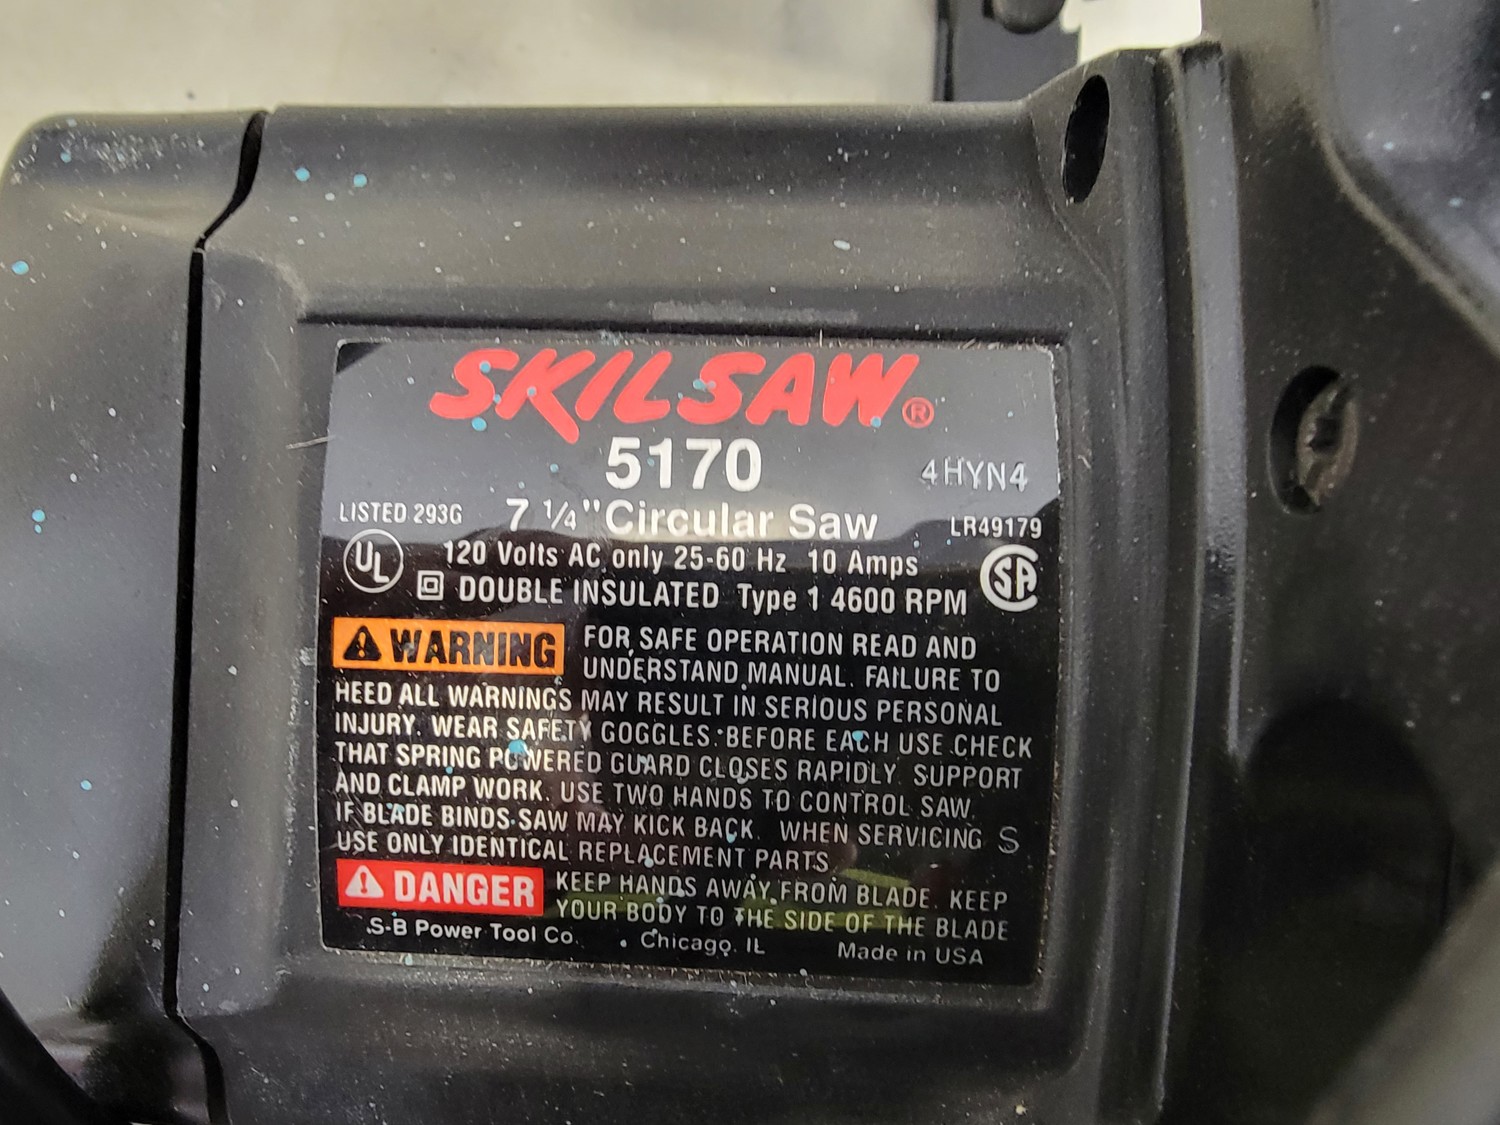 SKILSAW®
5170
4HYN4
LISTED 293G
7 1/4" Circular Saw
LR49179
UL
120 Volts AC only 25-60 Hz 10 Amps
SA
DOUBLE INSULATED Type 1 4600 RPM
WARNING FOR SAFE OPERATION READ AND
UNDERSTAND MANUAL. FAILURE TO
HEED ALL WARNINGS MAY RESULT IN SERIOUS PERSONAL
INJURY. WEAR SAFETY GOGGLES. BEFORE EACH USE CHECK
THAT SPRING POWERED GUARD CLOSES RAPIDLY. SUPPORT
AND CLAMP WORK. USE TWO HANDS TO CONTROL SAW.
IF BLADE BINDS SAW MAY KICK BACK. WHEN SERVICING S
USE ONLY IDENTICAL REPLACEMENT PARTS.
DANGER KEEP HANDS AWAY FROM BLADE. KEEP
YOUR BODY TO THE SIDE OF THE BLADE
S-B Power Tool Co. Chicago. IL Made in USA